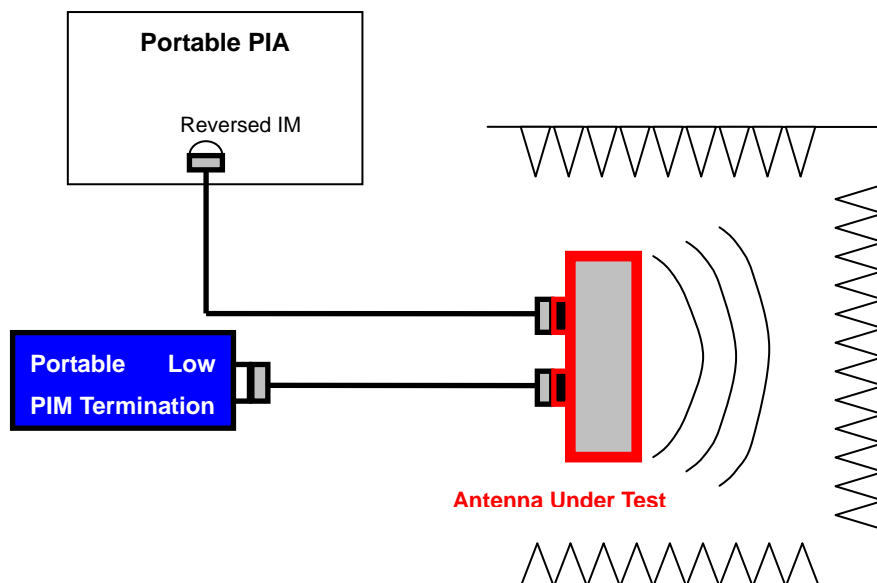 Portable PIA
Reversed IM
Portable Low
PIM Termination
Antenna Under Test